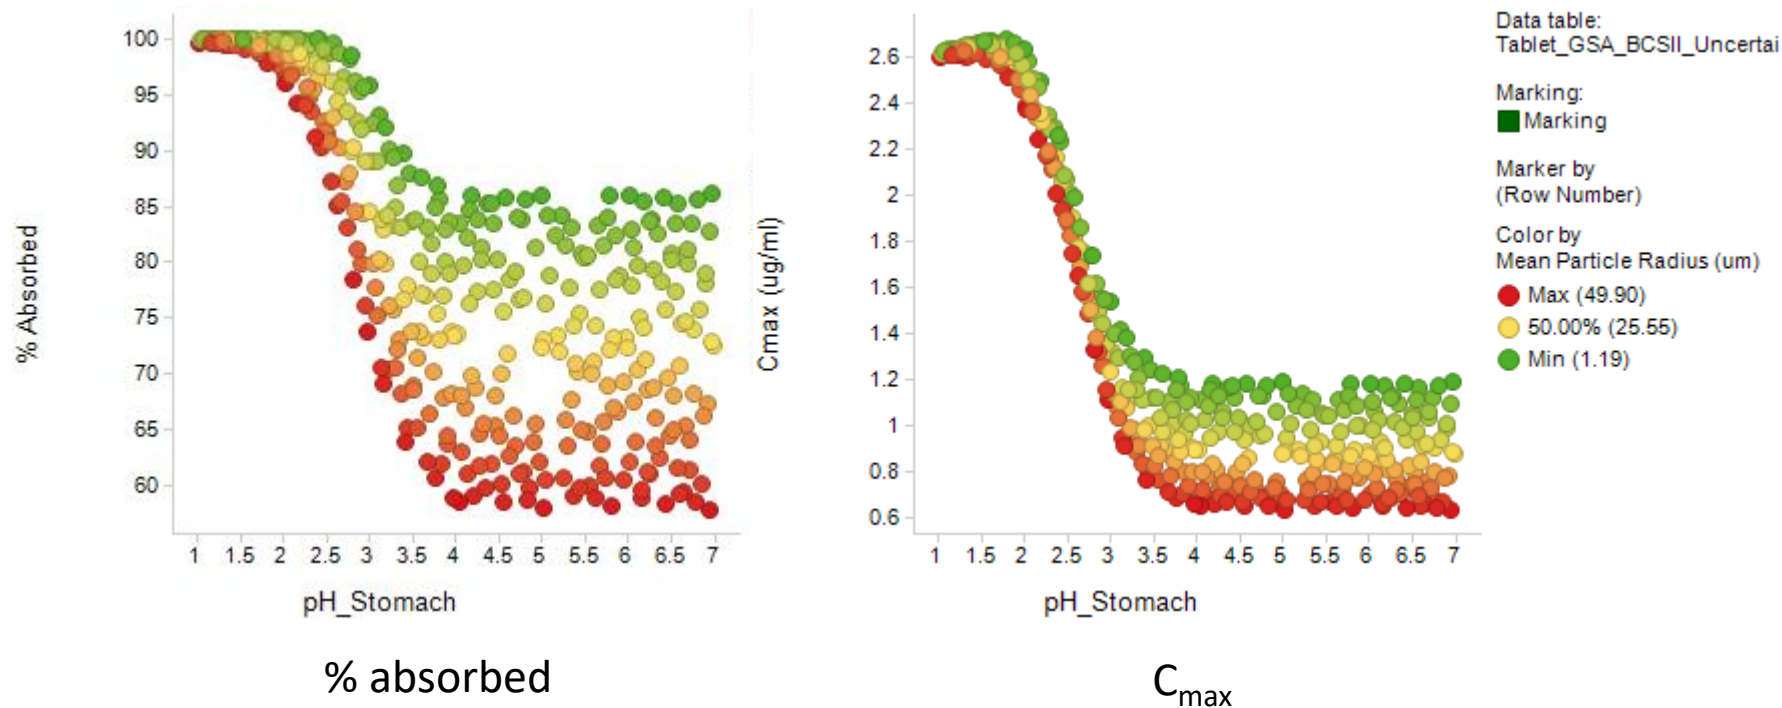 % Absorbed
100
95
90
85
80
75
70
65
60
1 1.5 2 2.5 3 3.5 4 4.5 5 5.5 6 6.5 7
pH_Stomach
% absorbed
Cmax (ug/ml)
2.6
2.4
2.2
2
1.8
1.6
1.4
1.2
1
0.8
0.6
1 1.5 2 2.5 3 3.5 4 4.5 5 5.5 6 6.5 7
pH_Stomach
Cmax
Data table:
Tablet_GSA_BCSII_Uncertai
Marking:
Marking
Marker by
(Row Number)
Color by
Mean Particle Radius (um)
Max (49.90)
50.00% (25.55)
Min (1.19)